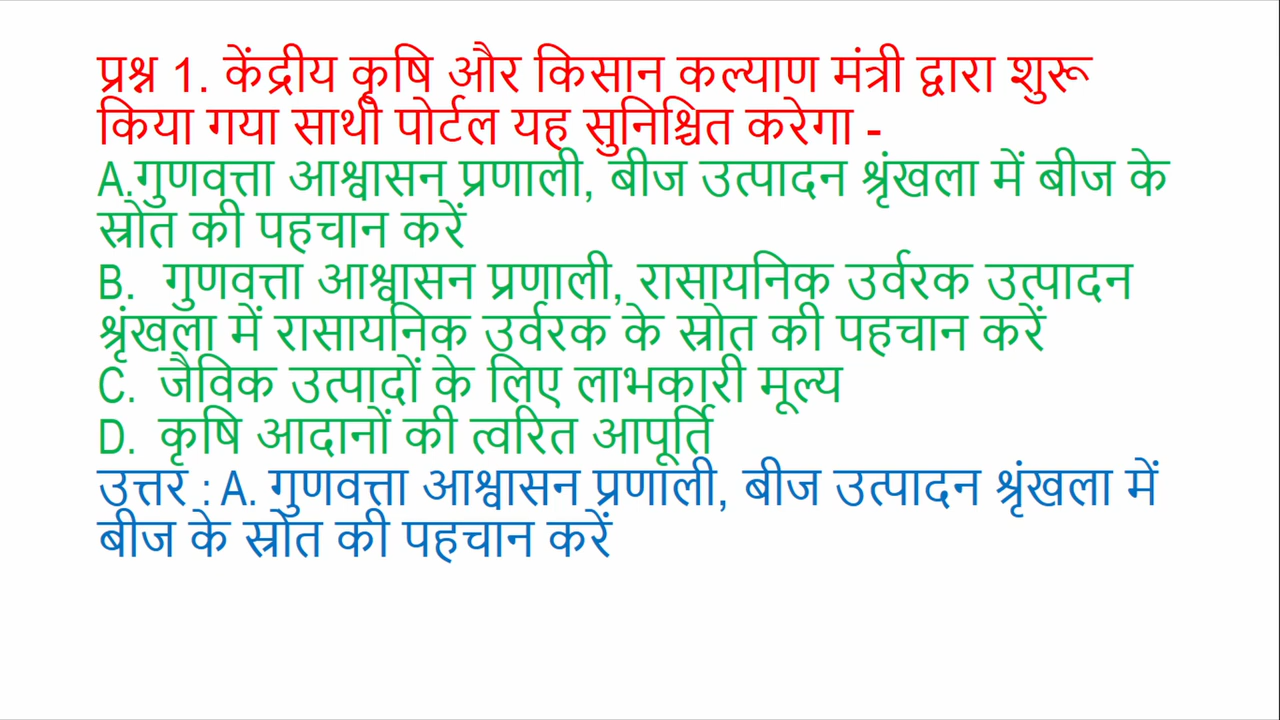 प्रश्न 1. केंद्रीय कृषि और किसान कल्याण मंत्री द्वारा शुरू
किया गया साथी पोर्टल यह सुनिश्चित करेगा -
A.गुणवत्ता आश्वासन प्रणाली, बीज उत्पादन श्रृंखला में बीज के
स्रोत की पहचान करें
B. गुणवत्ता आश्वासन प्रणाली, रासायनिक उर्वरक उत्पादन
श्रृंखला में रासायनिक उर्वरक के स्रोत की पहचान करें
C. जैविक उत्पादों के लिए लाभकारी मूल्य
D. कृषि आदानों की त्वरित आपूर्ति
उत्तर : A. गुणवत्ता आश्वासन प्रणाली, बीज उत्पादन श्रृंखला में
बीज के स्रोत की पहचान करें